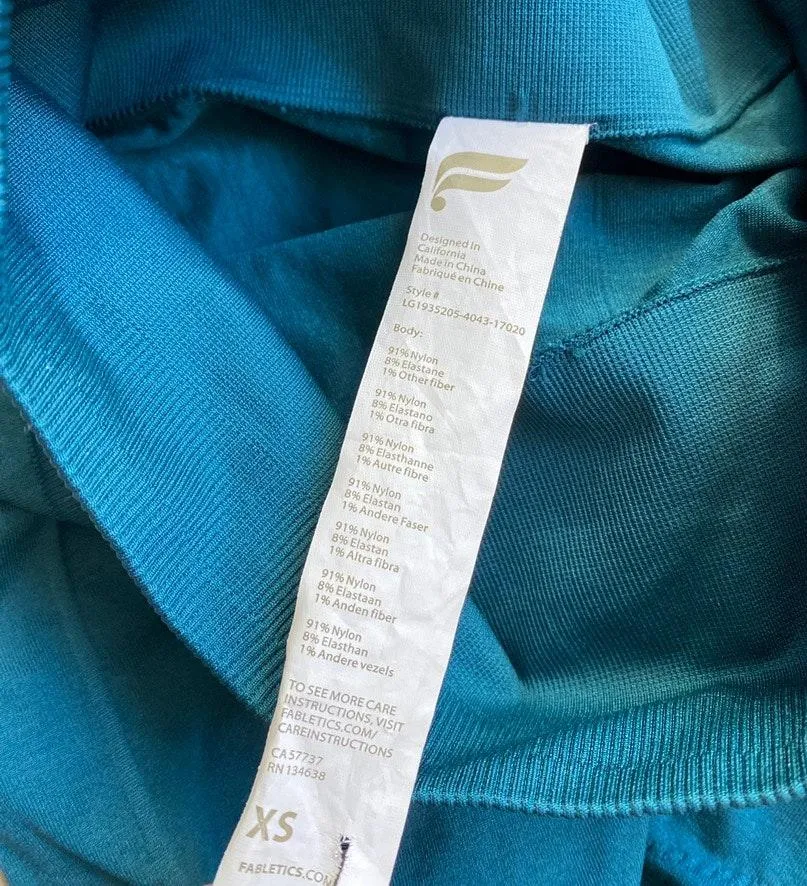 Designed in
California
Made in China
Fabriqué en Chine
Style #
LG1935205-4043-17020
Body:
91% Nylon
8% Elastane
1% Other fiber
91% Nylon
8% Elastano
1% Otra fibra
91% Nylon
8% Elasthanne
1% Autre fibre
91% Nylon
8% Elastan
1% Andere Faser
91% Nylon
8% Elastan
1% Altra fibra
91% Nylon
8% Elastaan
1% Anden fiber
91% Nylon
8% Elasthan
1% Andere vezels
TO SEE MORE CARE
INSTRUCTIONS, VISIT
FABLETICS.COM/
CAREINSTRUCTIONS
CA 57737
RN 134638
XS
FABLETICS.COM